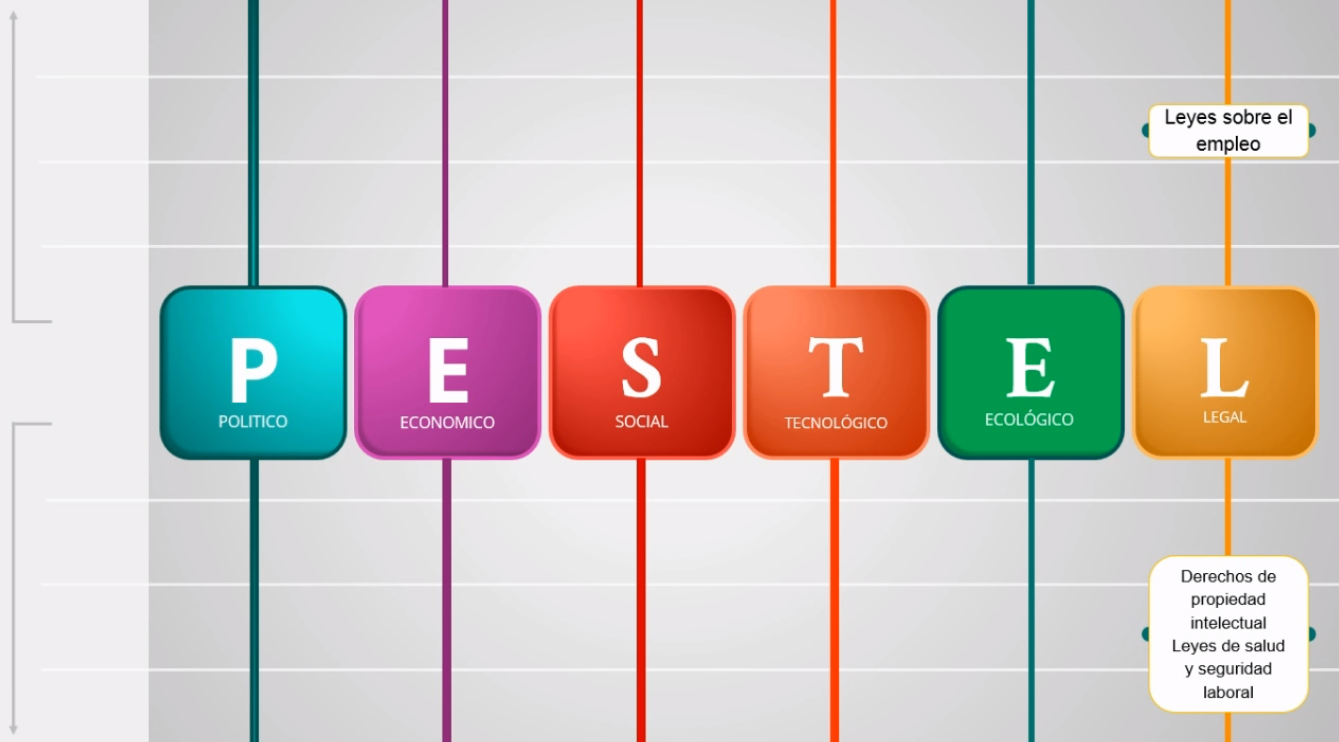 Leyes sobre el
empleo
P
POLITICO
E
ECONOMICO
S
SOCIAL
T
TECNOLÓGICO
E
ECOLÓGICO
L
LEGAL
Derechos de
propiedad
intelectual
Leyes de salud
y seguridad
laboral